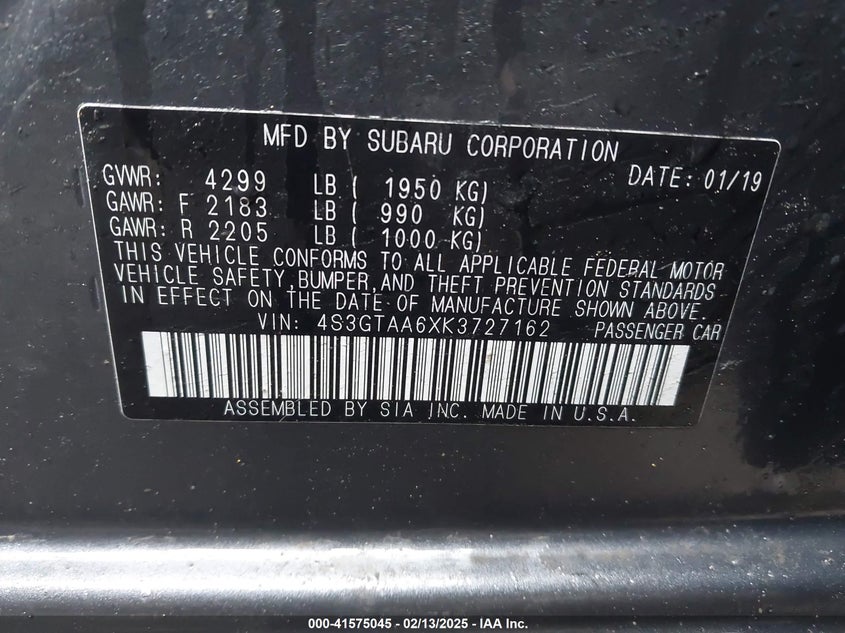 MFD BY SUBARU CORPORATION
GVWR: 4299 LB ( 1950 KG) DATE: 01/19
GAWR: F 2183 LB ( 990 KG)
GAWR: R 2205 LB ( 1000 KG)
THIS VEHICLE CONFORMS TO ALL APPLICABLE FEDERAL MOTOR
VEHICLE SAFETY,BUMPER,AND THEFT PREVENTION STANDARDS
IN EFFECT ON THE DATE OF MANUFACTURE SHOWN ABOVE.
VIN: 4S3GTAA6XK3727162 PASSENGER CAR
ASSEMBLED BY SIA INC. MADE IN U.S.A.
000-41575045 - 02/13/2025 - IAA Inc.